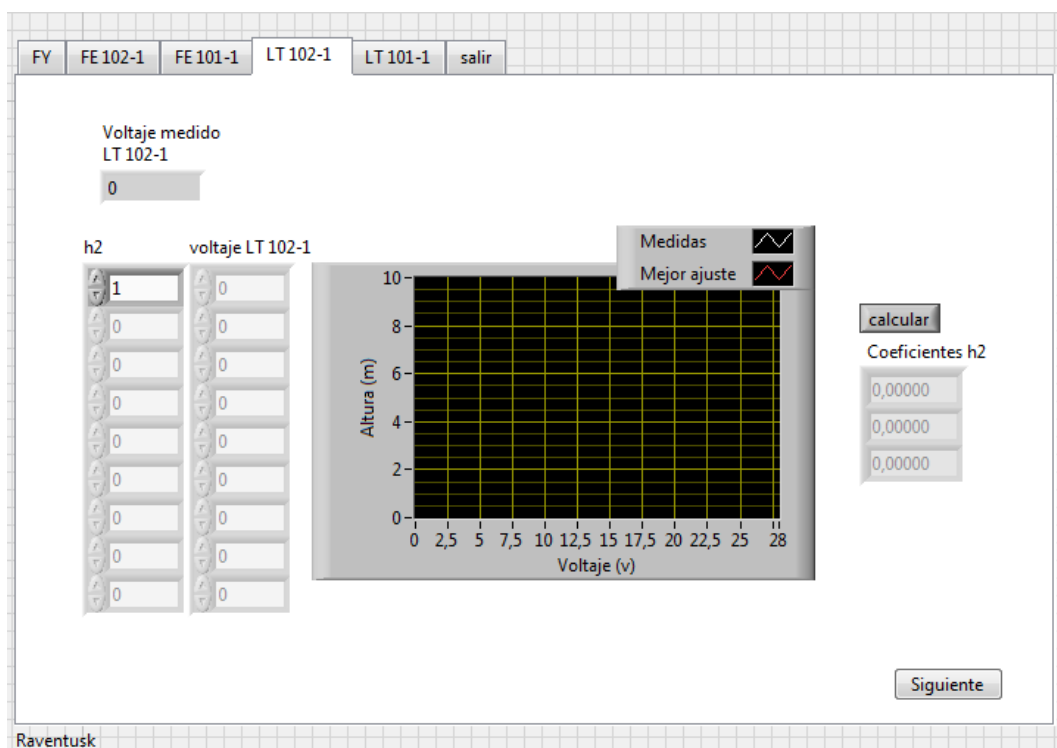 FY FE 102-1 FE 101-1 LT 102-1 LT 101-1 salir
Voltaje medido
LT 102-1
0
h2 voltaje LT 102-1
1 0
0 0
0 0
0 0
0 0
0 0
0 0
0 0
0 0
Medidas
Mejor ajuste
Altura (m)
10
8
6
4
2
0
0 2,5 5 7,5 10 12,5 15 17,5 20 22,5 25 28
Voltaje (v)
calcular
Coeficientes h2
0,00000
0,00000
0,00000
Siguiente
Raventusk